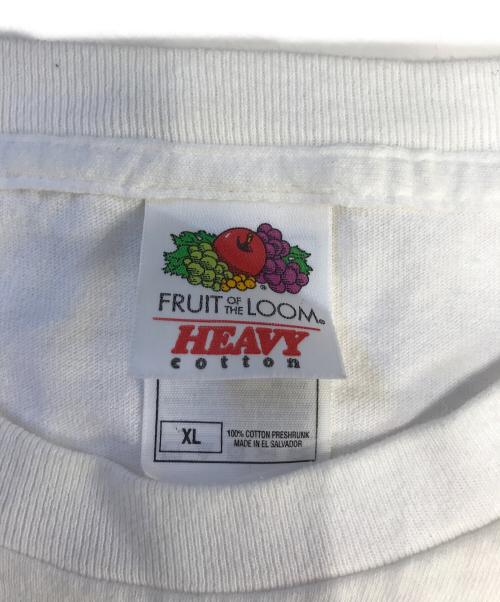 FRUIT OF THE LOOM®
HEAVY
cotton
XL
100% COTTON PRESHRUNK
MADE IN EL SALVADOR